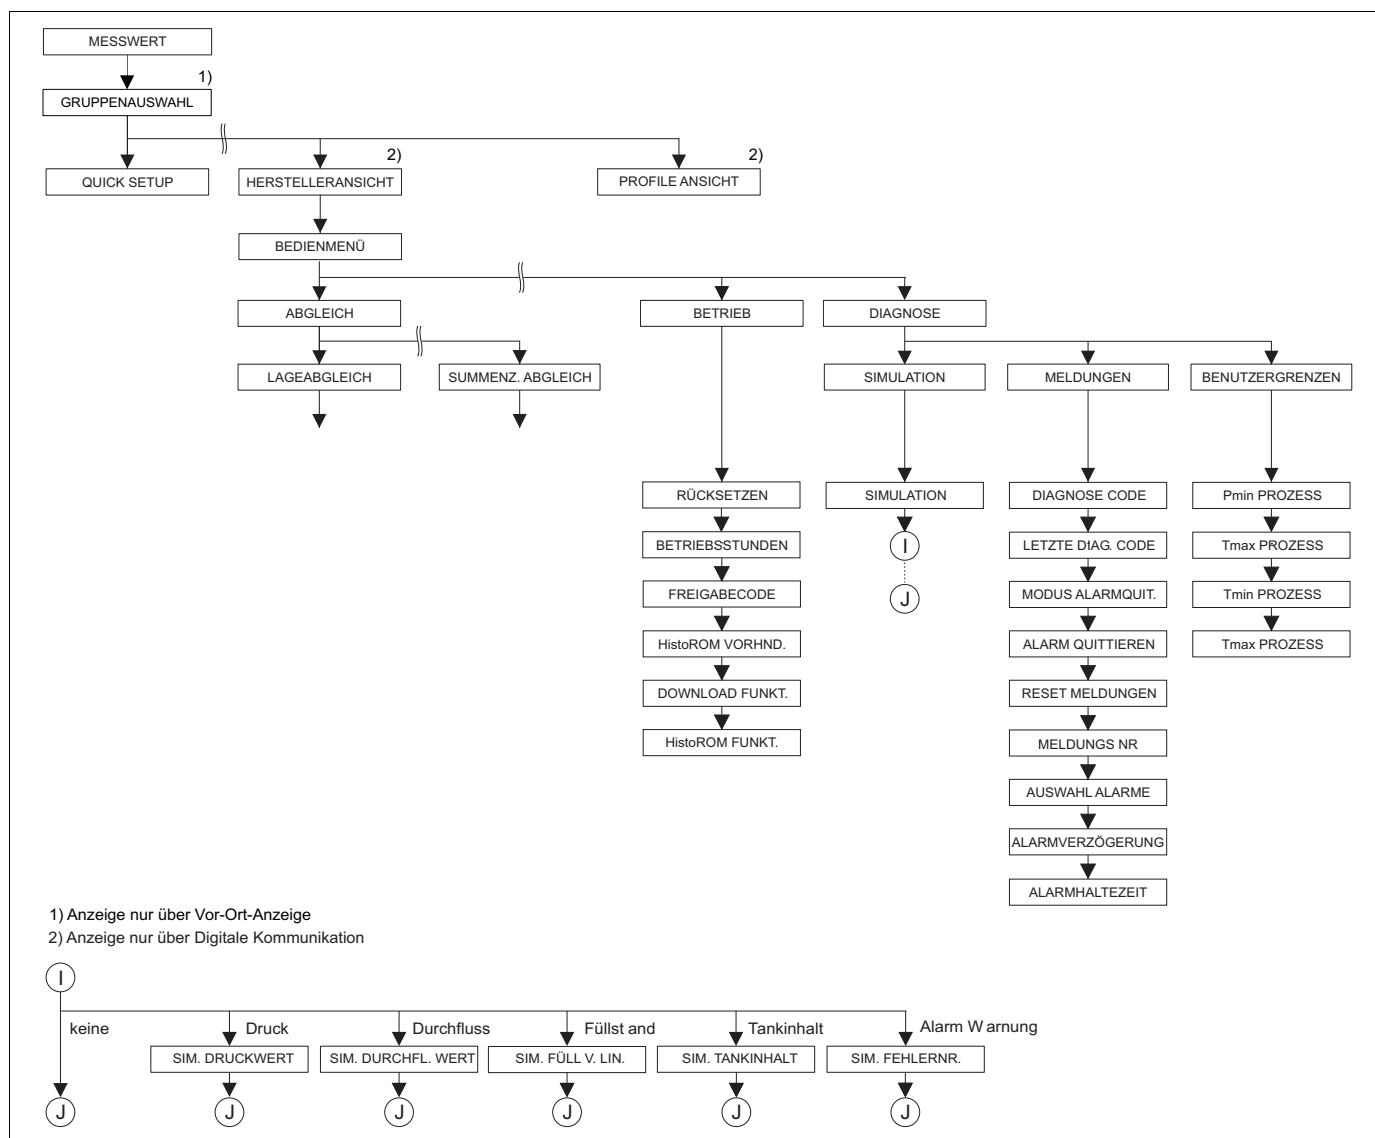 MESSWERT
1)
GRUPPENAUSWAHL
2)
2)
QUICK SETUP
HERSTELLERANSICHT
PROFILE ANSICHT
BEDIENMENÜ
ABGLEICH
BETRIEB
DIAGNOSE
LAGEABGLEICH
SUMMENZ. ABGLEICH
SIMULATION
MELDUNGEN
BENUTZERGRENZEN
RÜCKSETZEN
SIMULATION
DIAGNOSE CODE
Pmin PROZESS
BETRIEBSSTUNDEN
I
LETZTE DIAG. CODE
Tmax PROZESS
FREIGABECODE
J
MODUS ALARMQUIT.
Tmin PROZESS
HistoROM VORHND.
ALARM QUITTIEREN
Tmax PROZESS
DOWNLOAD FUNKT.
RESET MELDUNGEN
HistoROM FUNKT.
MELDUNGS NR
AUSWAHL ALARME
ALARMVERZÖGERUNG
ALARMHALTEZEIT
1) Anzeige nur über Vor-Ort-Anzeige
2) Anzeige nur über Digitale Kommunikation
I
keine
Druck
Durchfluss
Füllst and
Tankinhalt
Alarm W arnung
SIM. DRUCKWERT
SIM. DURCHFL. WERT
SIM. FÜLL V. LIN.
SIM. TANKINHALT
SIM. FEHLERNR.
J
J
J
J
J
J